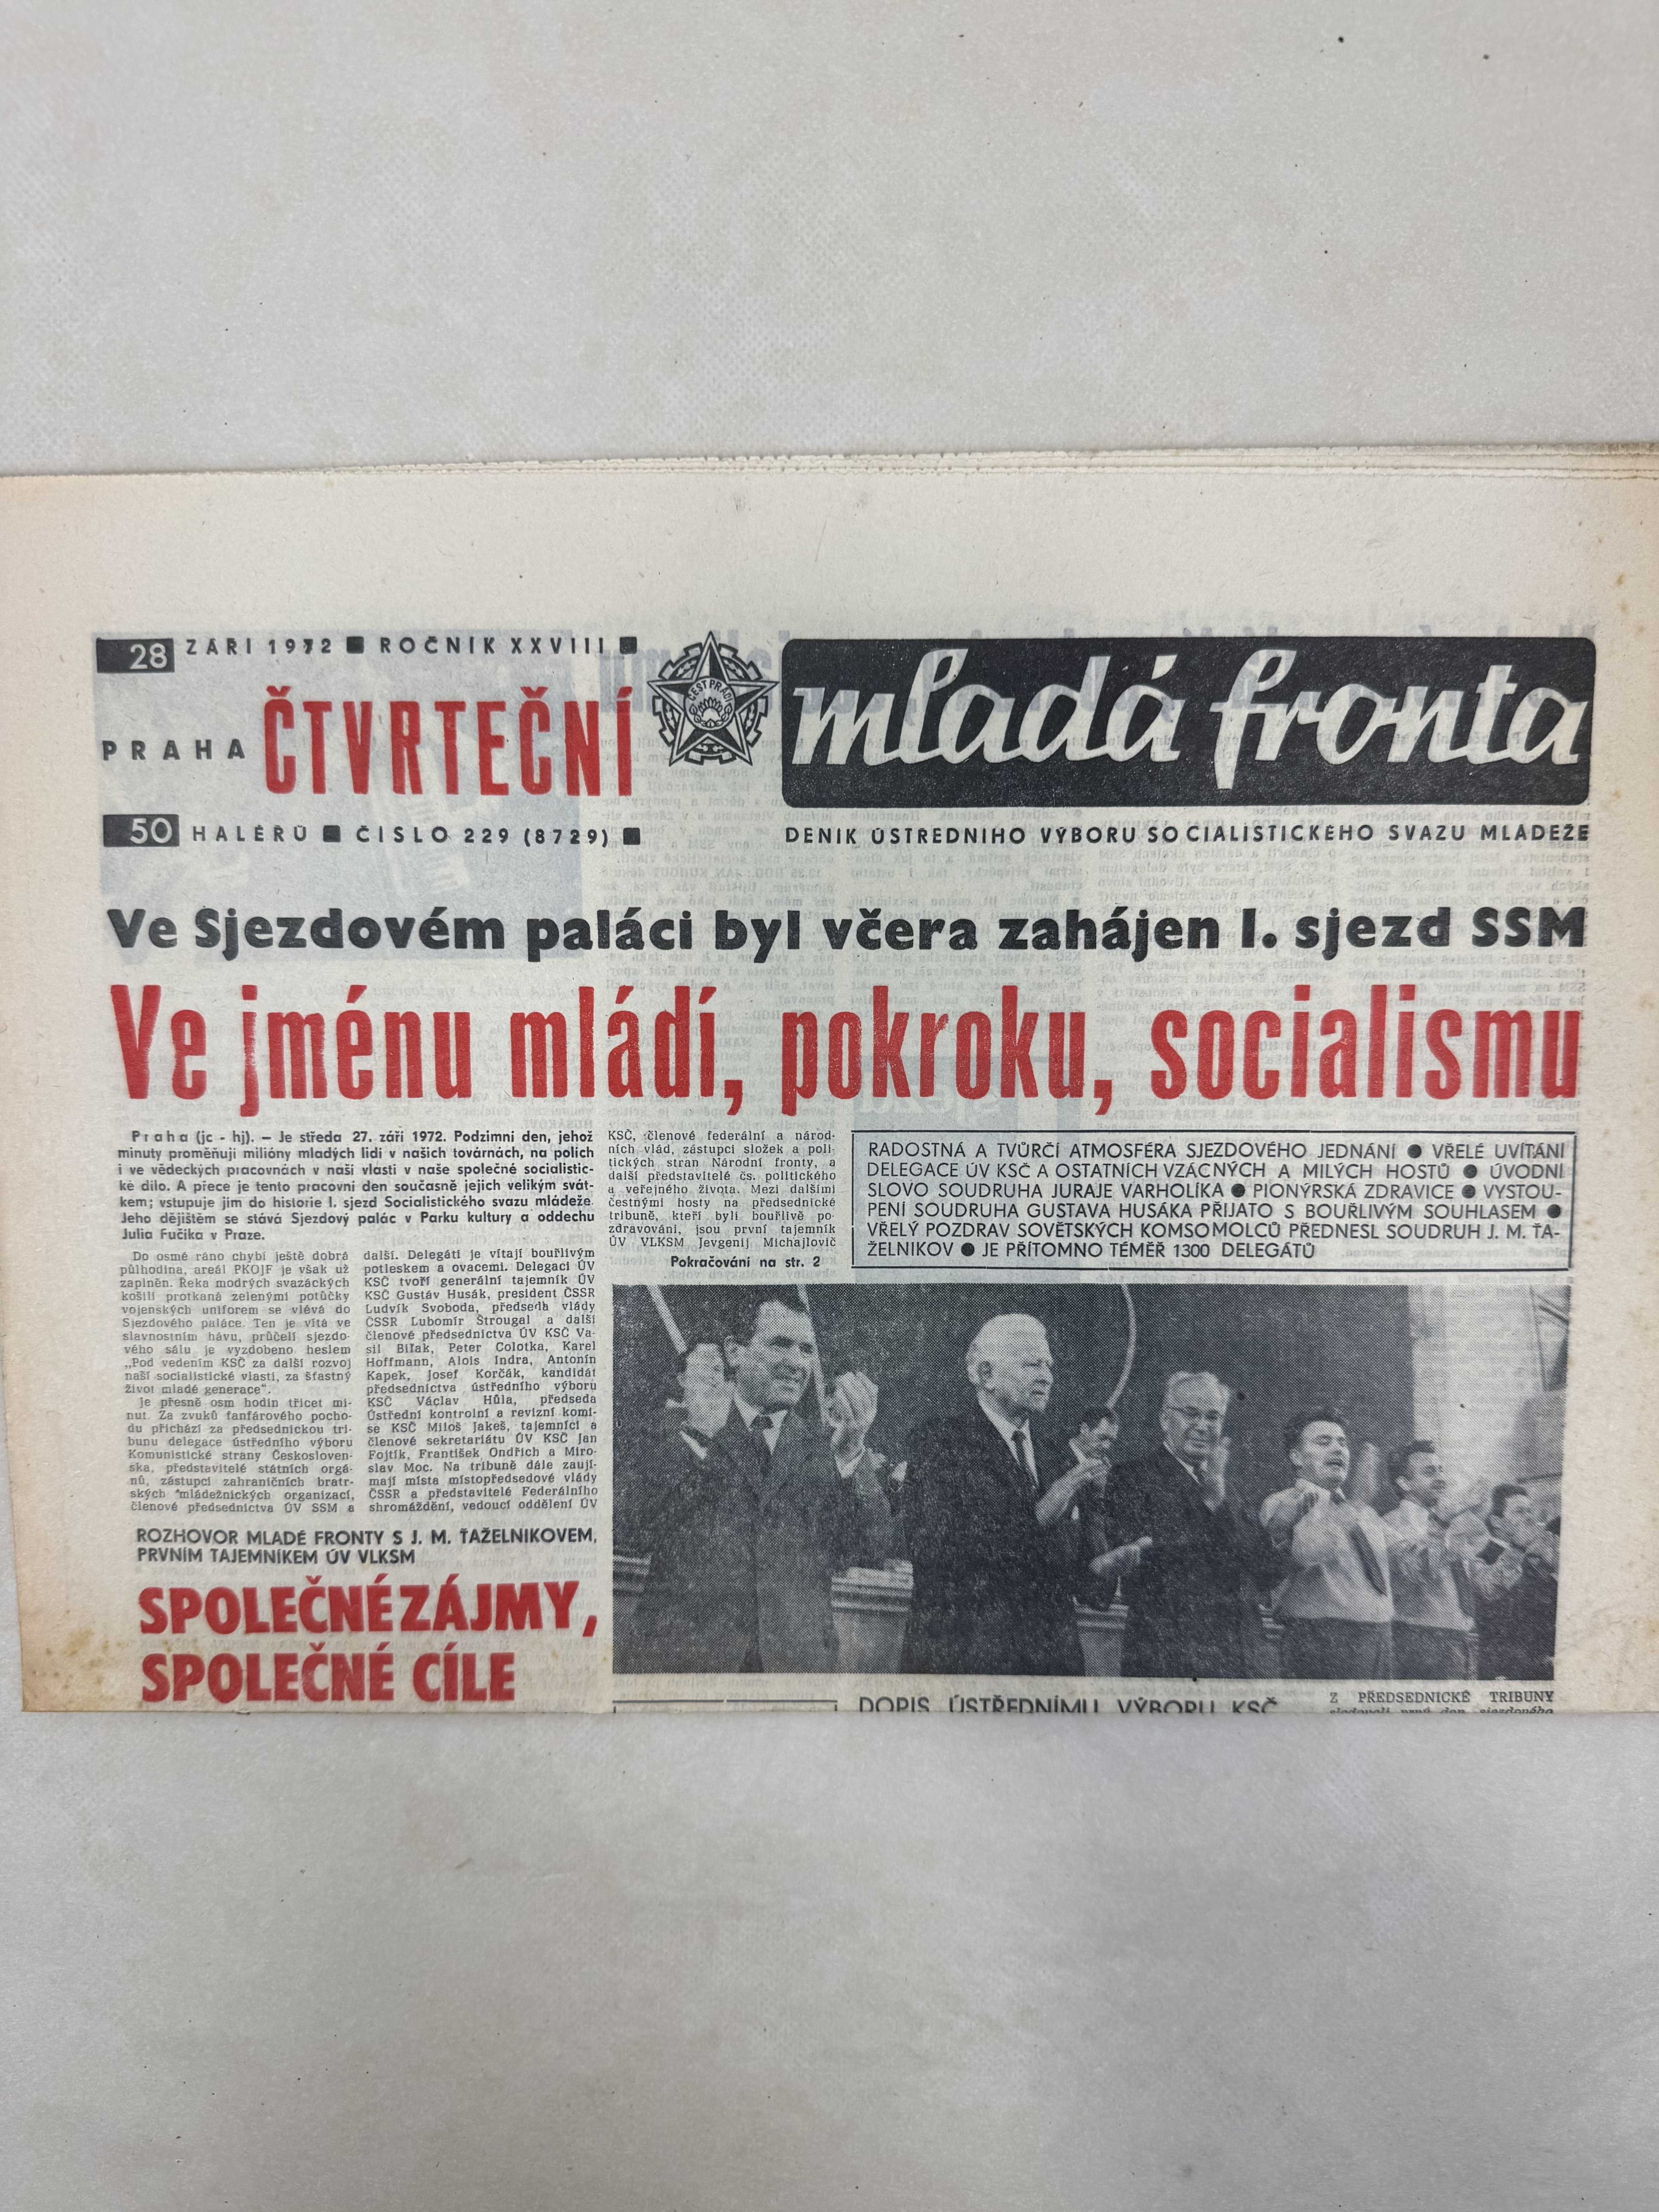 28 ZÁŘÍ 1972 ■ ROČNÍK XXVIII ■
PRAHA ČTVRTEČNÍ
50 HALÉŘŮ ■ ČÍSLO 229 (8729) ■
ČEST PRÁCI
mladá fronta
DENÍK ÚSTŘEDNÍHO VÝBORU SOCIALISTICKÉHO SVAZU MLÁDEŽE
Ve Sjezdovém paláci byl včera zahájen I. sjezd SSM
Ve jménu mládí, pokroku, socialismu
Praha (jc - hj). — Je středa 27. září 1972. Podzimní den, jehož
minuty proměňují milióny mladých lidí v našich továrnách, na polích
i ve vědeckých pracovnách v naší vlasti v naše společné socialistic-
ké dílo. A přece je tento pracovní den současně jejich velikým svát-
kem; vstupuje jím do historie I. sjezd Socialistického svazu mládeže.
Jeho dějištěm se stává Sjezdový palác v Parku kultury a oddechu
Julia Fučíka v Praze.
Do osmé ráno chybí ještě dobrá
půlhodina, areál PKOJF je však už
zaplněn. Řeka modrých svazáckých
košil protkaná zelenými potůčky
vojenských uniforem se vlévá do
Sjezdového paláce. Ten je vítá ve
slavnostním hávu, průčelí sjezdo-
vého sálu je vyzdobeno heslem
„Pod vedením KSČ za další rozvoj
naší socialistické vlasti, za šťastný
život mladé generace“.
Je přesně osm hodin třicet mi-
nut. Za zvuků fanfárového pocho-
du přichází za předsednickou tri-
bunu delegace ústředního výboru
Komunistické strany Českosloven-
ska, představitelé státních orgá-
nů, zástupci zahraničních bratr-
ských mládežnických organizací,
členové předsednictva ÚV SSM a
další. Delegáti je vítají bouřlivým
potleskem a ovacemi. Delegaci ÚV
KSČ tvoří generální tajemník ÚV
KSČ Gustáv Husák, president ČSSR
Ludvík Svoboda, předseda vlády
ČSSR Lubomír Štrougal a další
členové předsednictva ÚV KSČ Va-
sil Biľak, Peter Colotka, Karel
Hoffmann, Alois Indra, Antonín
Kapek, Josef Korčák, kandidát
předsednictva ústředního výboru
KSČ Václav Hůla, předseda
Ústřední kontrolní a revizní komi-
se KSČ Miloš Jakeš, tajemníci a
členové sekretariátu ÚV KSČ Jan
Fojtík, František Ondřich a Miro-
slav Moc. Na tribuně dále zaují-
mají místa místopředsedové vlády
ČSSR a představitelé Federálního
shromáždění, vedoucí oddělení ÚV
KSČ, členové federální a národ-
ních vlád, zástupci složek a poli-
tických stran Národní fronty, a
další představitelé čs. politického
a veřejného života. Mezi dalšími
čestnými hosty na předsednické
tribuně, kteří byli bouřlivě po-
zdravováni, jsou první tajemník
ÚV VLKSM Jevgenij Michajlovič
Pokračování na str. 2
RADOSTNÁ A TVŮRČÍ ATMOSFÉRA SJEZDOVÉHO JEDNÁNÍ ● VŘELÉ UVÍTÁNÍ
DELEGACE ÚV KSČ A OSTATNÍCH VZÁCNÝCH A MILÝCH HOSTŮ ● ÚVODNÍ
SLOVO SOUDRUHA JURAJE VARHOLÍKA ● PIONÝRSKÁ ZDRAVICE ● VYSTOU-
PENÍ SOUDRUHA GUSTAVA HUSÁKA PŘIJATO S BOUŘLIVÝM SOUHLASEM ●
VŘELÝ POZDRAV SOVĚTSKÝCH KOMSOMOLCŮ PŘEDNESL SOUDRUH J. M. ŤA-
ŽELNIKOV ● JE PŘÍTOMNO TÉMĚŘ 1300 DELEGÁTŮ
ROZHOVOR MLADÉ FRONTY S J. M. ŤAŽELNIKOVEM,
PRVNÍM TAJEMNÍKEM ÚV VLKSM
SPOLEČNÉ ZÁJMY,
SPOLEČNÉ CÍLE
DOPIS ÚSTŘEDNÍMU VÝBORU KSČ
Z PŘEDSEDNICKÉ TRIBUNY
sledovali první den sjezdového